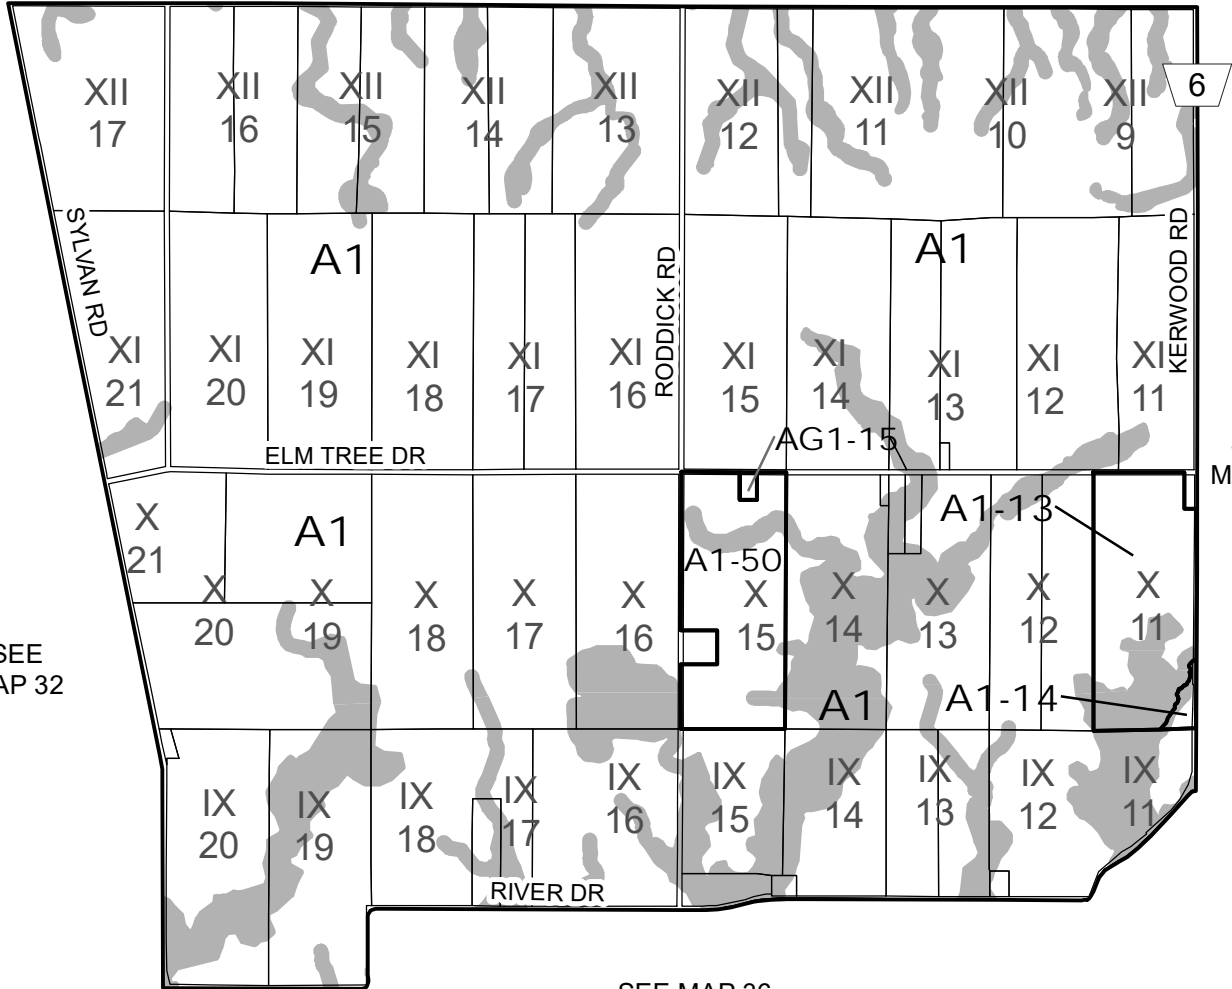 XII
17
XII
16
XII
15
XII
14
XII
13
XII
12
XII
11
XII
10
XII
9
6
SYLVAN RD
A1
RODDICK RD
A1
KERWOOD RD
XI
21
XI
20
XI
19
XI
18
XI
17
XI
16
XI
15
XI
14
XI
13
XI
12
XI
11
ELM TREE DR
AG1-15
M
X
21
A1
A1-50
A1-13
X
20
X
19
X
18
X
17
X
16
X
15
X
14
X
13
X
12
X
11
SEE
AP 32
A1
A1-14
IX
20
IX
19
IX
18
IX
17
IX
16
IX
15
IX
14
IX
13
IX
12
IX
11
RIVER DR
SEE MAP 36